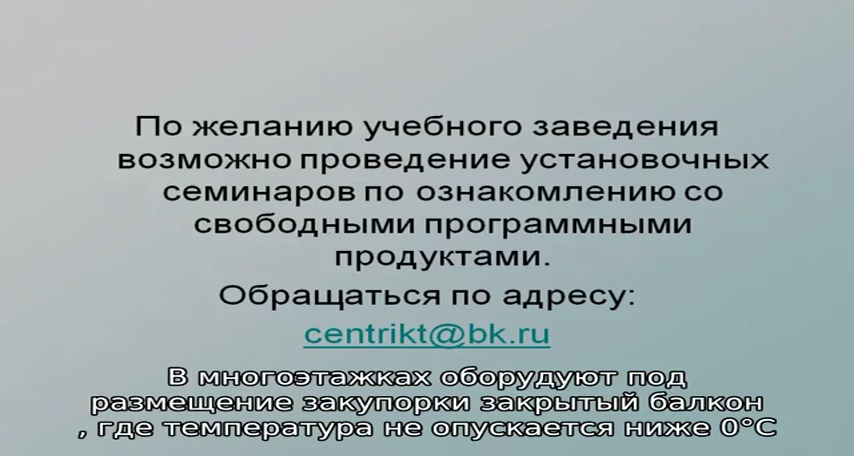 По желанию учебного заведения
возможно проведение установочных
семинаров по ознакомлению со
свободными программными
продуктами.
Обращаться по адресу:
centrikt@bk.ru
В многоэтажках оборудуют под
размещение закупорки закрытый балкон
, где температура не опускается ниже 0°C